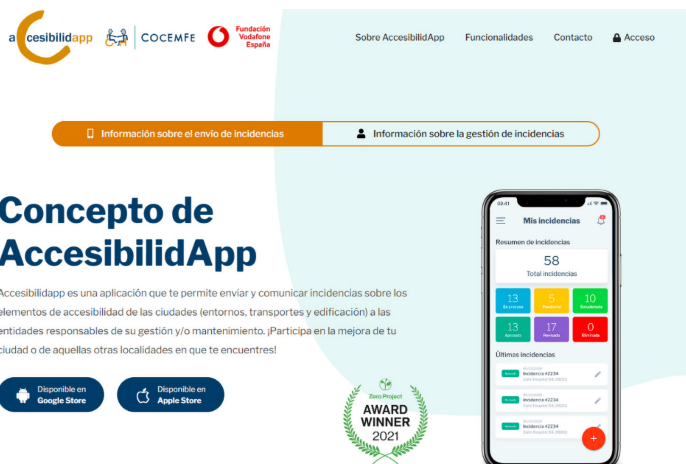 accesibilidapp
COCEMFE
Fundación
Vodafone
España
Sobre AccesibilidApp
Funcionalidades
Contacto
Acceso
Información sobre el envío de incidencias
Información sobre la gestión de incidencias
Concepto de
AccesibilidApp
Accesibilidapp es una aplicación que te permite enviar y comunicar incidencias sobre los
elementos de accesibilidad de las ciudades (entornos, transportes y edificación) a las
entidades responsables de su gestión y/o mantenimiento. ¡Participa en la mejora de tu
ciudad o de aquellas otras localidades en que te encuentres!
Disponible en
Google Store
Disponible en
Apple Store
Zero Project
AWARD
WINNER
2021
09:41
Mis incidencias
Resumen de incidencias
58
Total incidencias
13
5
10
13
17
0
Eliminada
Últimas incidencias
Incidencia #2234
Incidencia #2234
Incidencia #2234
+